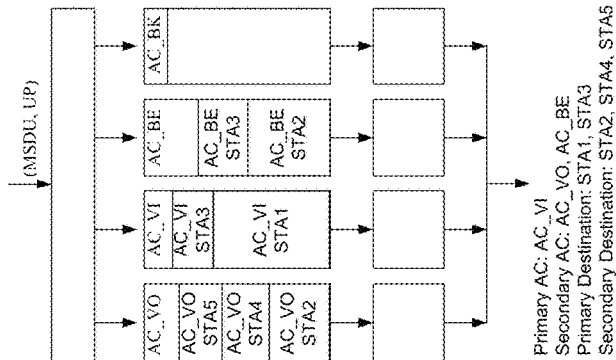 (MSDU, UP)
AC_VO
AC_VO
STA5
AC_VO
STA4
AC_VO
STA2
AC_VI
AC_VI
STA3
AC_VI
STA1
AC_BE
AC_BE
STA3
AC_BE
STA2
AC_BK
Primary AC: AC_VI
Secondary AC: AC_VO, AC_BE
Primary Destination: STA1, STA3
Secondary Destination: STA2, STA4, STA5